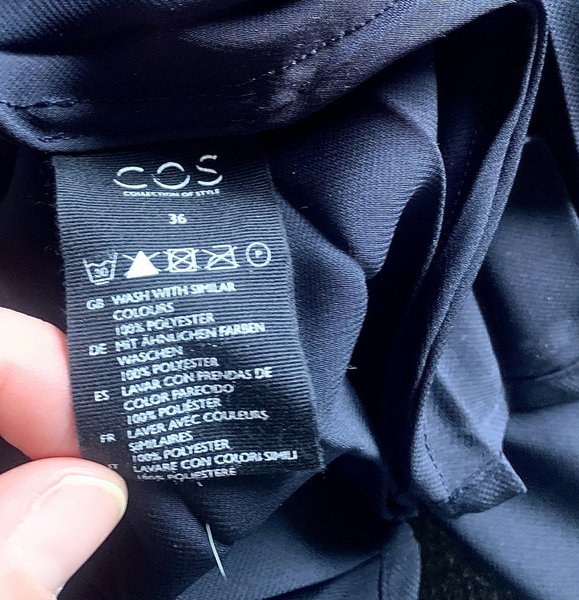 COS
COLLECTION OF STYLE
36
30 P
GB WASH WITH SIMILAR
COLOURS
100% POLYESTER
DE MIT ÄHNLICHEN FARBEN
WASCHEN
100% POLYESTER
ES LAVAR CON PRENDAS DE
COLOR PARECIDO
100% POLIÉSTER
FR LAVER AVEC COULEURS
SIMILAIRES
100% POLYESTER
IT LAVARE CON COLORI SIMILI
100% POLIESTERE